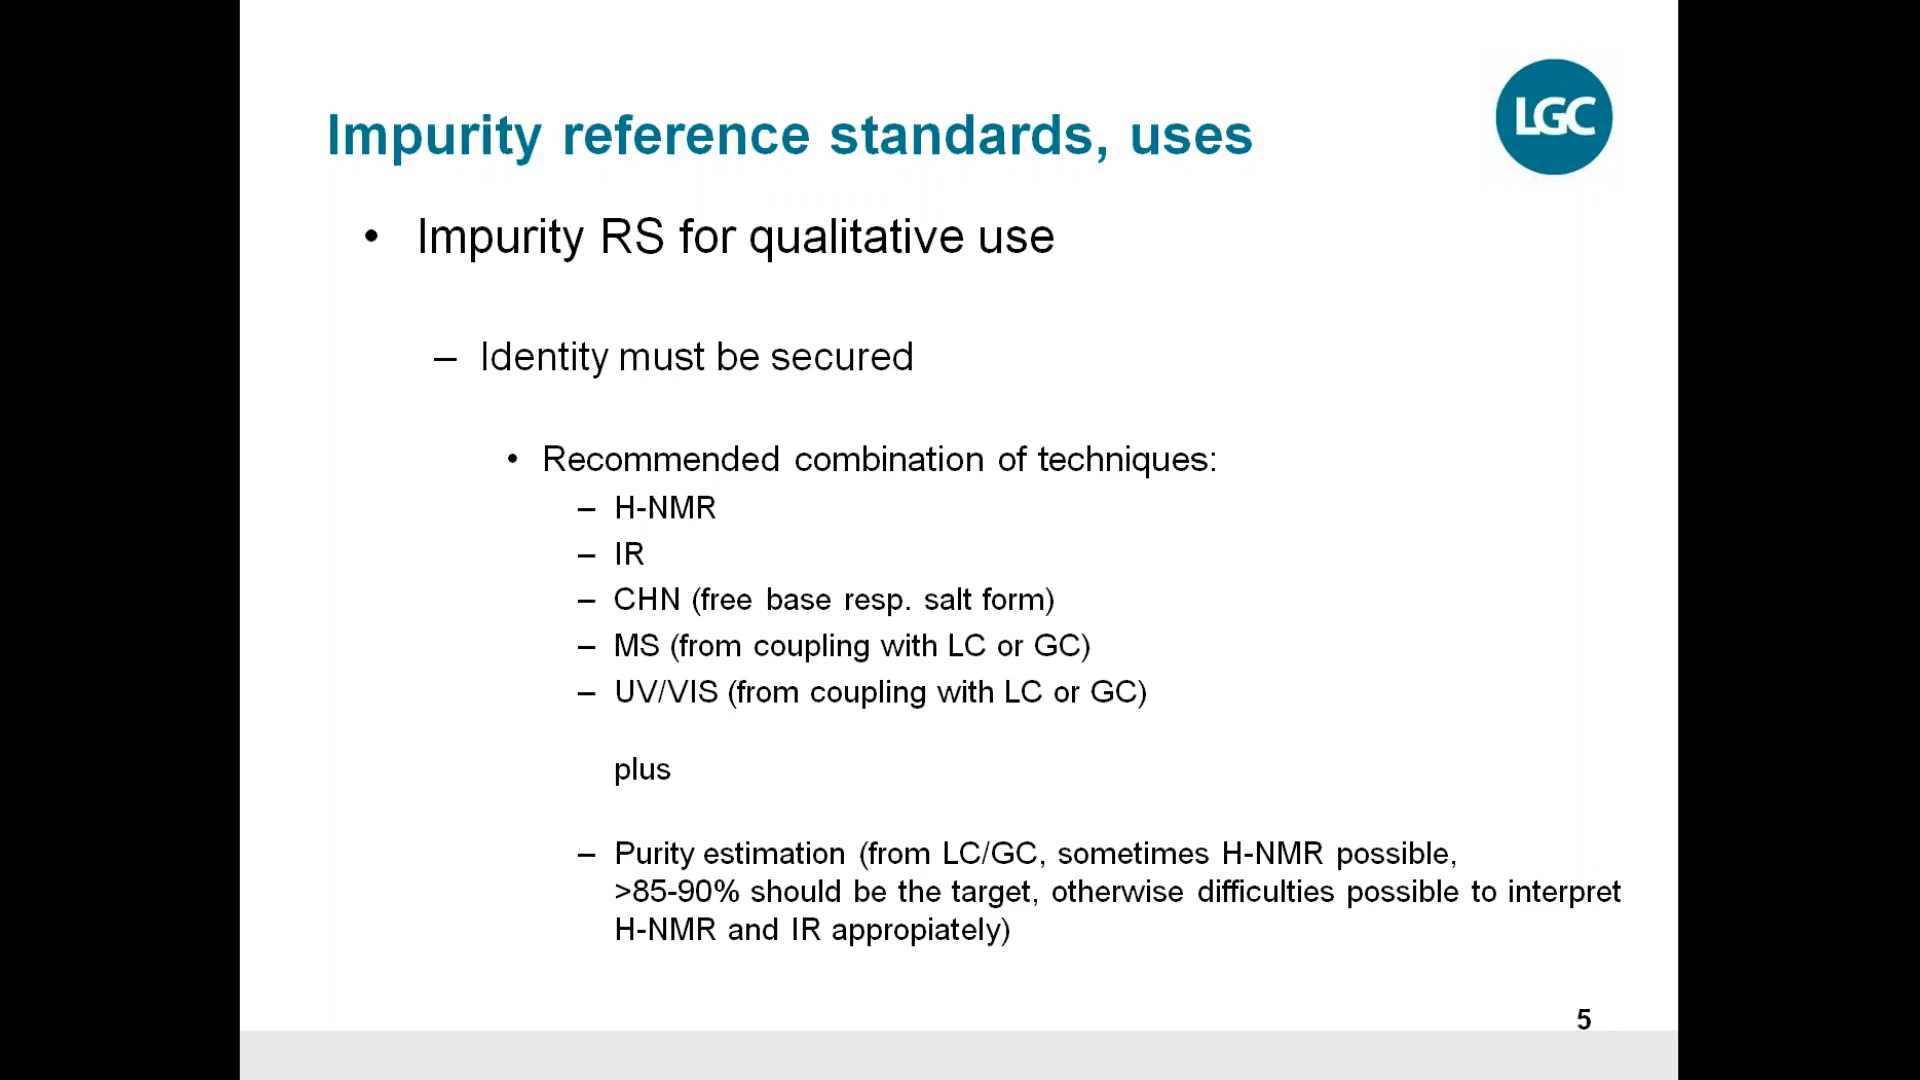 LGC
Impurity reference standards, uses
• Impurity RS for qualitative use
– Identity must be secured
• Recommended combination of techniques:
– H-NMR
– IR
– CHN (free base resp. salt form)
– MS (from coupling with LC or GC)
– UV/VIS (from coupling with LC or GC)
plus
– Purity estimation (from LC/GC, sometimes H-NMR possible,
>85-90% should be the target, otherwise difficulties possible to interpret
H-NMR and IR appropiately)
5